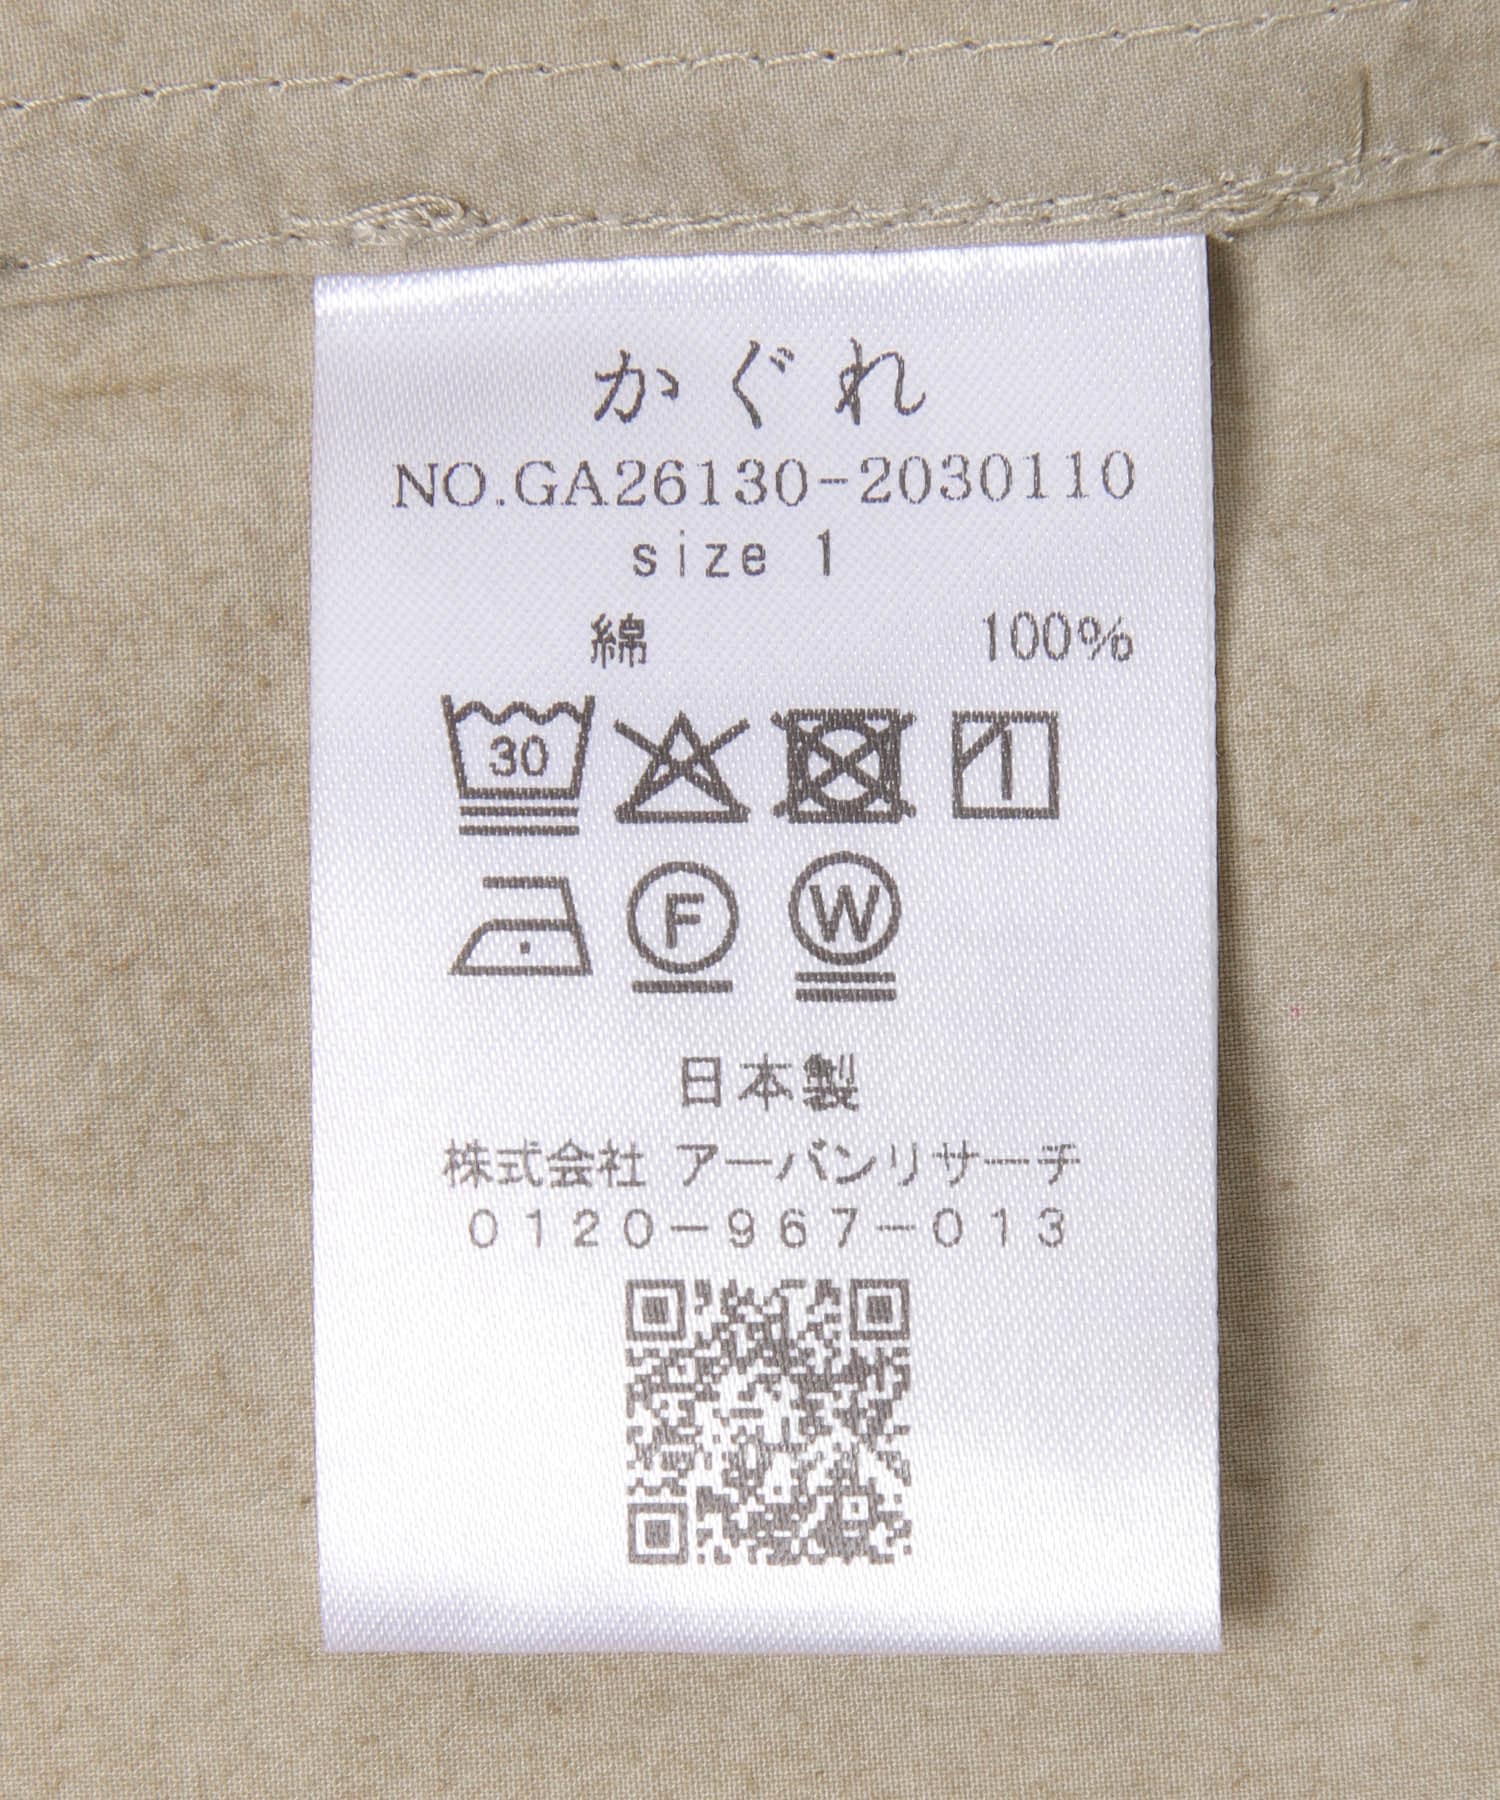 かぐれ
NO.GA26130-2030110
size 1
綿 100%
30
F W
日本製
株式会社 アーバンリサーチ
0120-967-013